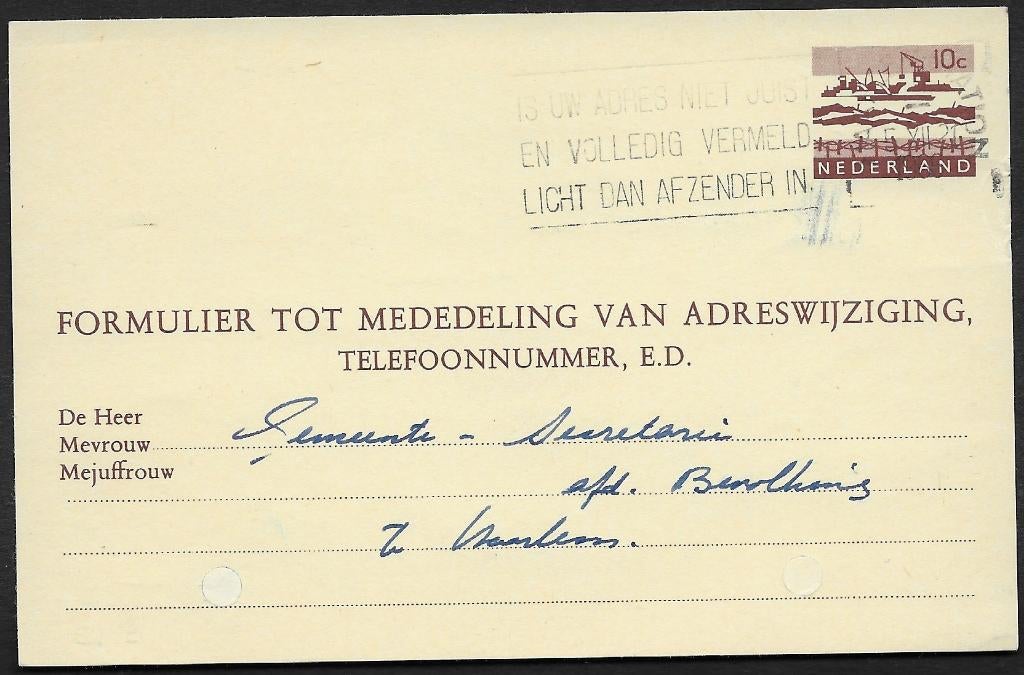 10c
IS UW ADRES NIET JUIST
EN VOLLEDIG VERMELD
LICHT DAN AFZENDER IN.
NEDERLAND
FORMULIER TOT MEDEDELING VAN ADRESWIJZIGING,
TELEFOONNUMMER, E.D.
De Heer
Mevrouw
Mejuffrouw
Gemeente - Secretarie
afd. Bevolking
te Haarlem.